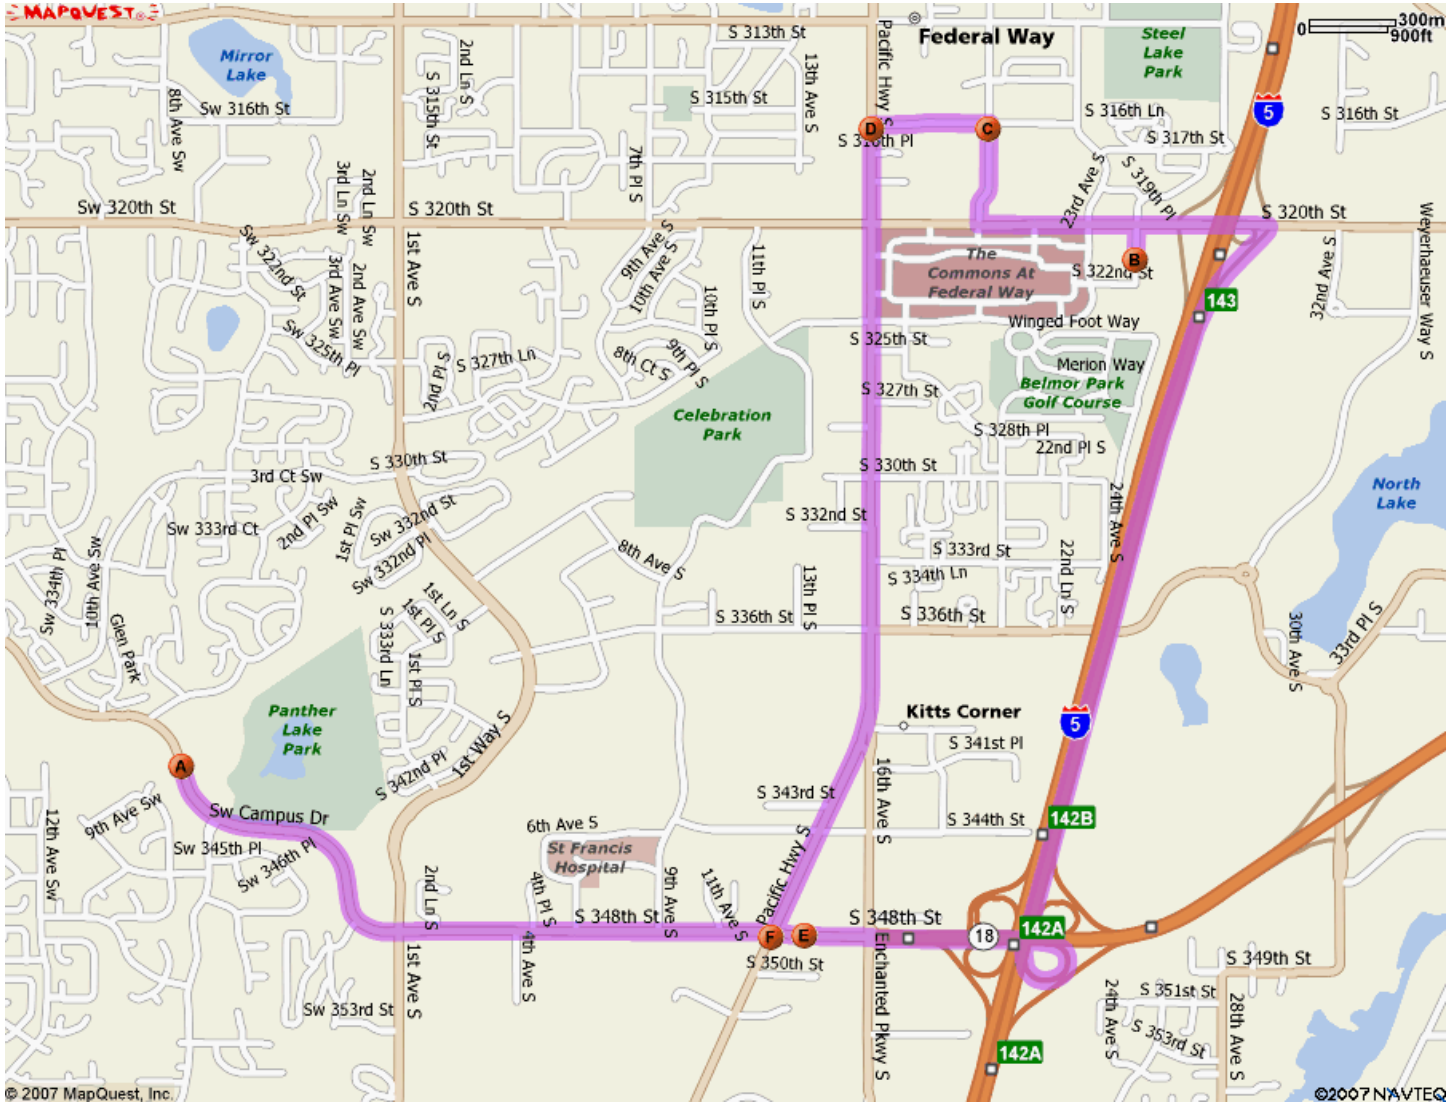 MAPQUEST
300m
0
900ft
Pacific Hwy S
Federal Way
Steel
Lake
Park
S 313th St
Mirror
Lake
2nd Ln S
13th Ave S
8th Ave Sw
Sw 316th St
S 315th St
S 315th St
S 316th Ln
5
S 316th St
S 317th St
D
C
S 316th Pl
7th Pl S
3rd Ln Sw
2nd Ln Sw
23rd Ave S
S 319th Pl
Sw 320th St
S 320th St
S 320th St
Weyerhaeuser Way S
Sw 322nd St
1st Ave S
9th Ave S
10th Ave S
11th Pl S
The
Commons At
Federal Way
B
S 322nd St
32nd Ave S
3rd Ave Sw
2nd Ave Sw
10th Pl S
143
Sw 325th Pl
S 325th St
Winged Foot Way
2nd Pl S
S 327th Ln
8th Ct S
9th Pl S
Merion Way
S 327th St
Belmor Park
Golf Course
Celebration
Park
S 328th Pl
22nd Pl S
S 330th St
S 330th St
3rd Ct Sw
North
Lake
24th Ave S
Sw 333rd Ct
2nd Pl Sw
1st Pl Sw
Sw 332nd St
S 332nd St
Sw 332nd Pl
8th Ave S
S 333rd St
22nd Ln S
Sw 334th Pl
10th Ave Sw
S 334th Ln
13th Pl S
1st Ln S
1st Pl S
S 333rd Ln
S 336th St
S 336th St
Glen Park
30th Ave S
33rd Pl S
1st Pl S
Panther
Lake
Park
Kitts Corner
5
1st Way S
S 341st Pl
A
S 342nd Pl
16th Ave S
S 343rd St
9th Ave Sw
Sw Campus Dr
12th Ave Sw
6th Ave S
S 344th St
142B
Sw 345th Pl
Sw 346th Pl
St Francis
Hospital
Pacific Hwy S
2nd Ln S
4th Pl S
9th Ave S
11th Ave S
S 348th St
S 348th St
142A
F
E
18
1st Ave S
4th Ave S
S 350th St
Enchanted Pkwy S
S 349th St
24th Ave S
S 351st St
28th Ave S
Sw 353rd St
S 353rd St
142A
© 2007 MapQuest, Inc.
©2007 NAVTEQ